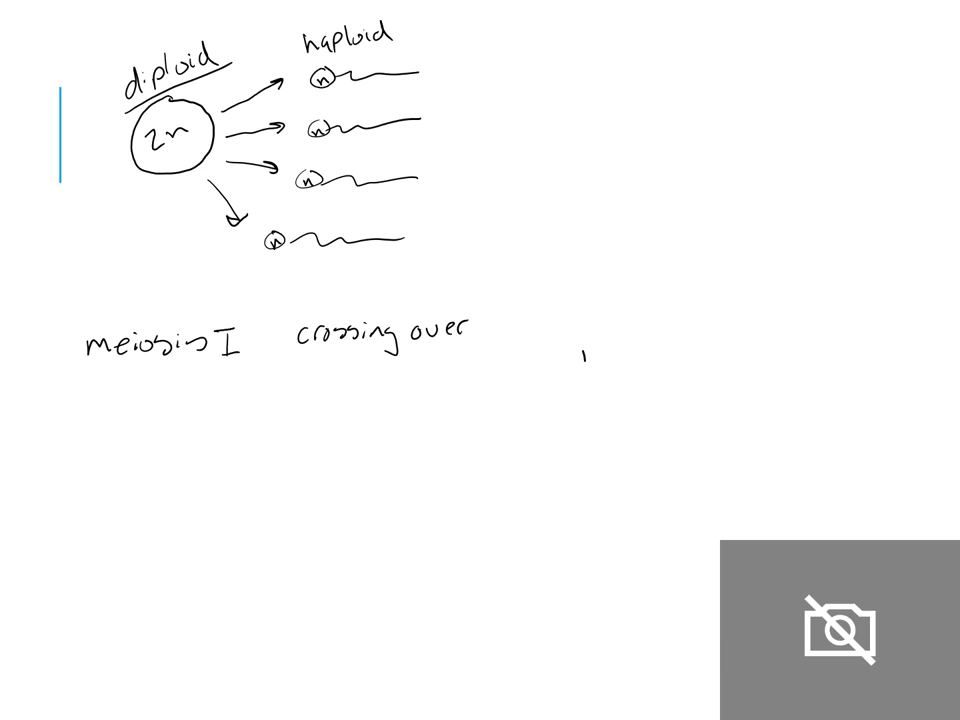 diploid
haploid
2n
n
n
n
n
meiosis I crossing over